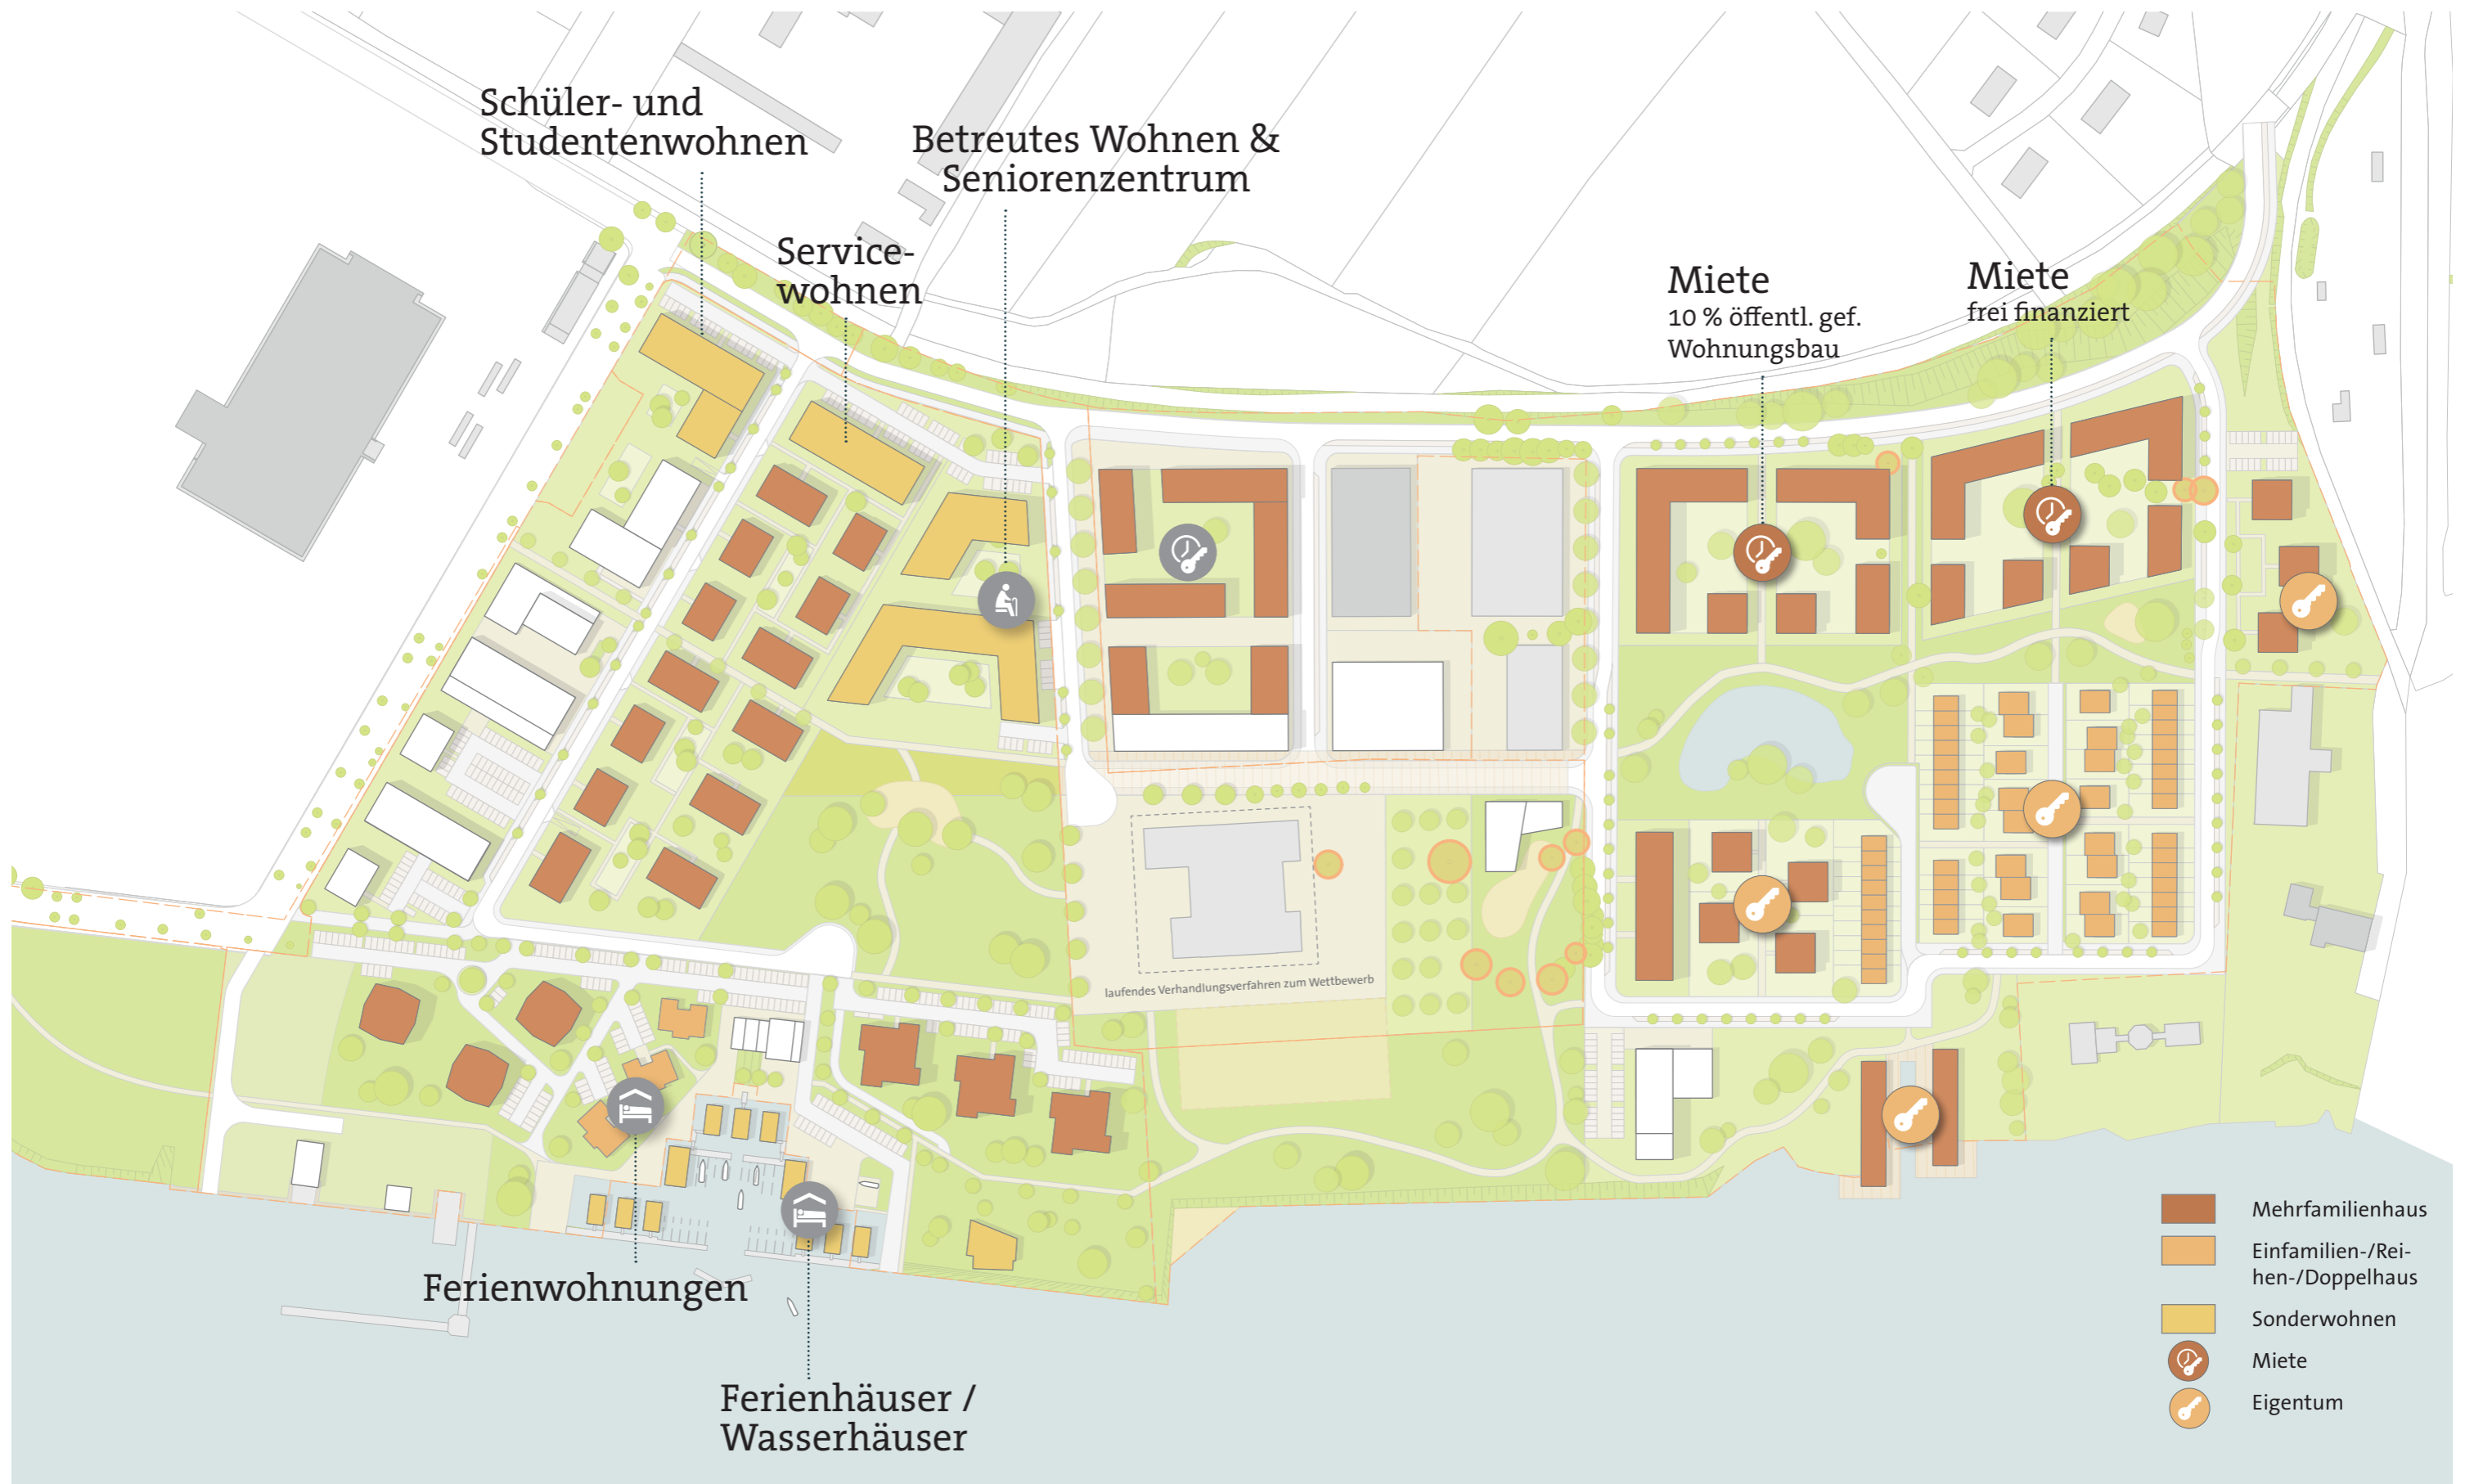 Schüler- und
Studentenwohnen
Betreutes Wohnen &
Seniorenzentrum
Service-
wohnen
Miete
10 % öffentl. gef.
Wohnungsbau
Miete
frei finanziert
laufendes Verhandlungsverfahren zum Wettbewerb
Ferienwohnungen
Ferienhäuser /
Wasserhäuser
Mehrfamilienhaus
Einfamilien-/Rei-
hen-/Doppelhaus
Sonderwohnen
Miete
Eigentum